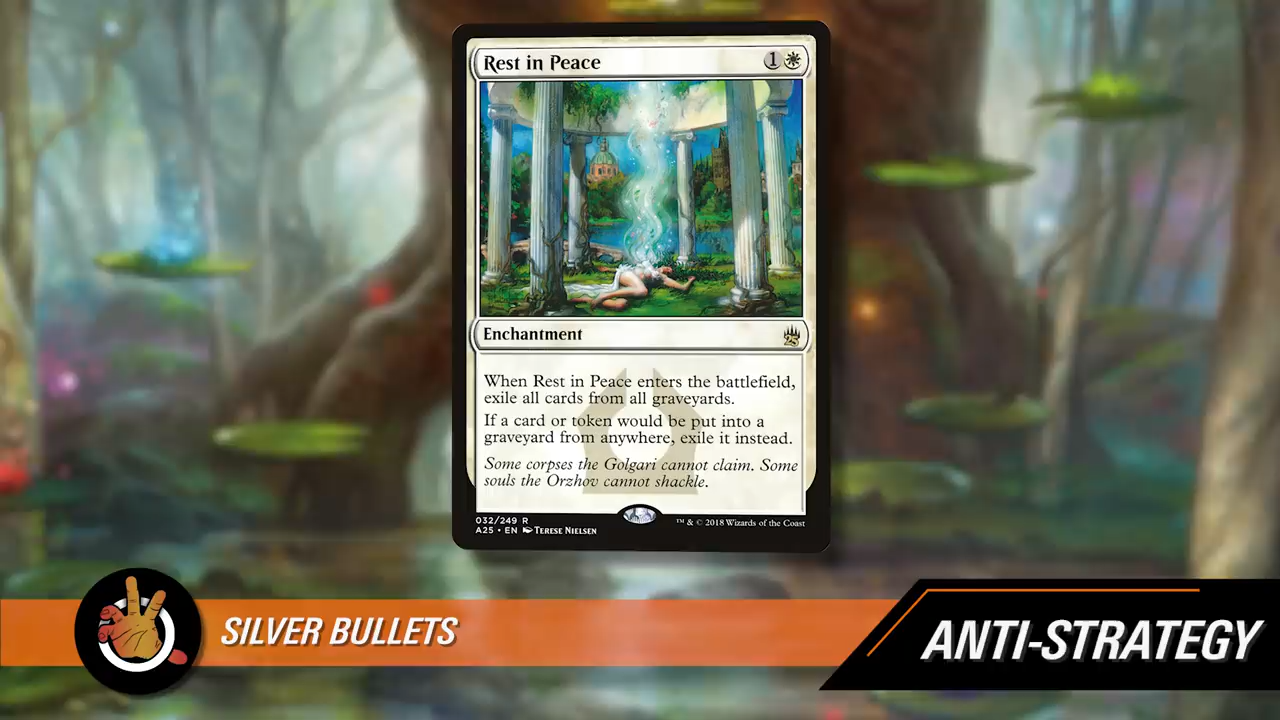 Rest in Peace 1
Enchantment
25
When Rest in Peace enters the battlefield,
exile all cards from all graveyards.
If a card or token would be put into a
graveyard from anywhere, exile it instead.
Some corpses the Golgari cannot claim. Some
souls the Orzhov cannot shackle.
032/249 R
A25 • EN TERESE NIELSEN
™ & © 2018 Wizards of the Coast
SILVER BULLETS
ANTI-STRATEGY